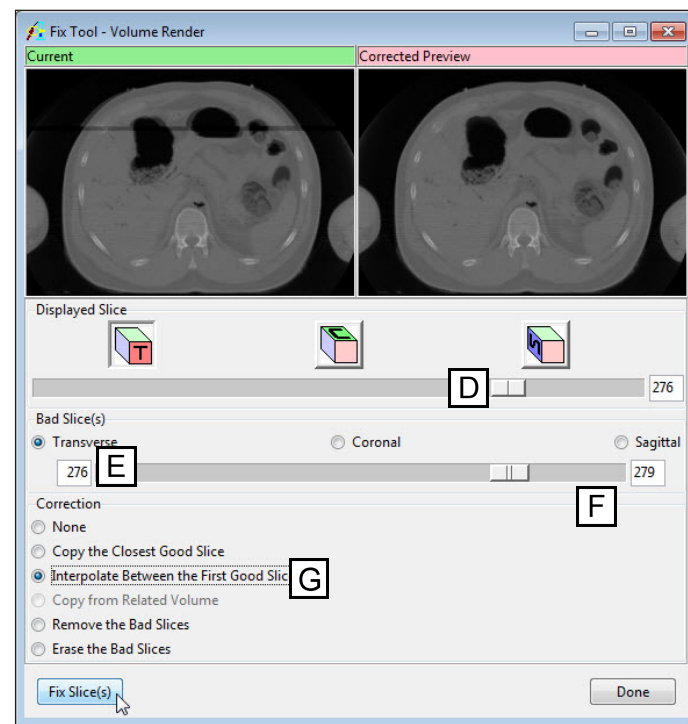 Fix Tool - Volume Render
Current Corrected Preview
Displayed Slice
T
D 276
Bad Slice(s)
Transverse Coronal Sagittal
276 E 279
F
Correction
None
Copy the Closest Good Slice
Interpolate Between the First Good Slic G
Copy from Related Volume
Remove the Bad Slices
Erase the Bad Slices
Fix Slice(s) Done